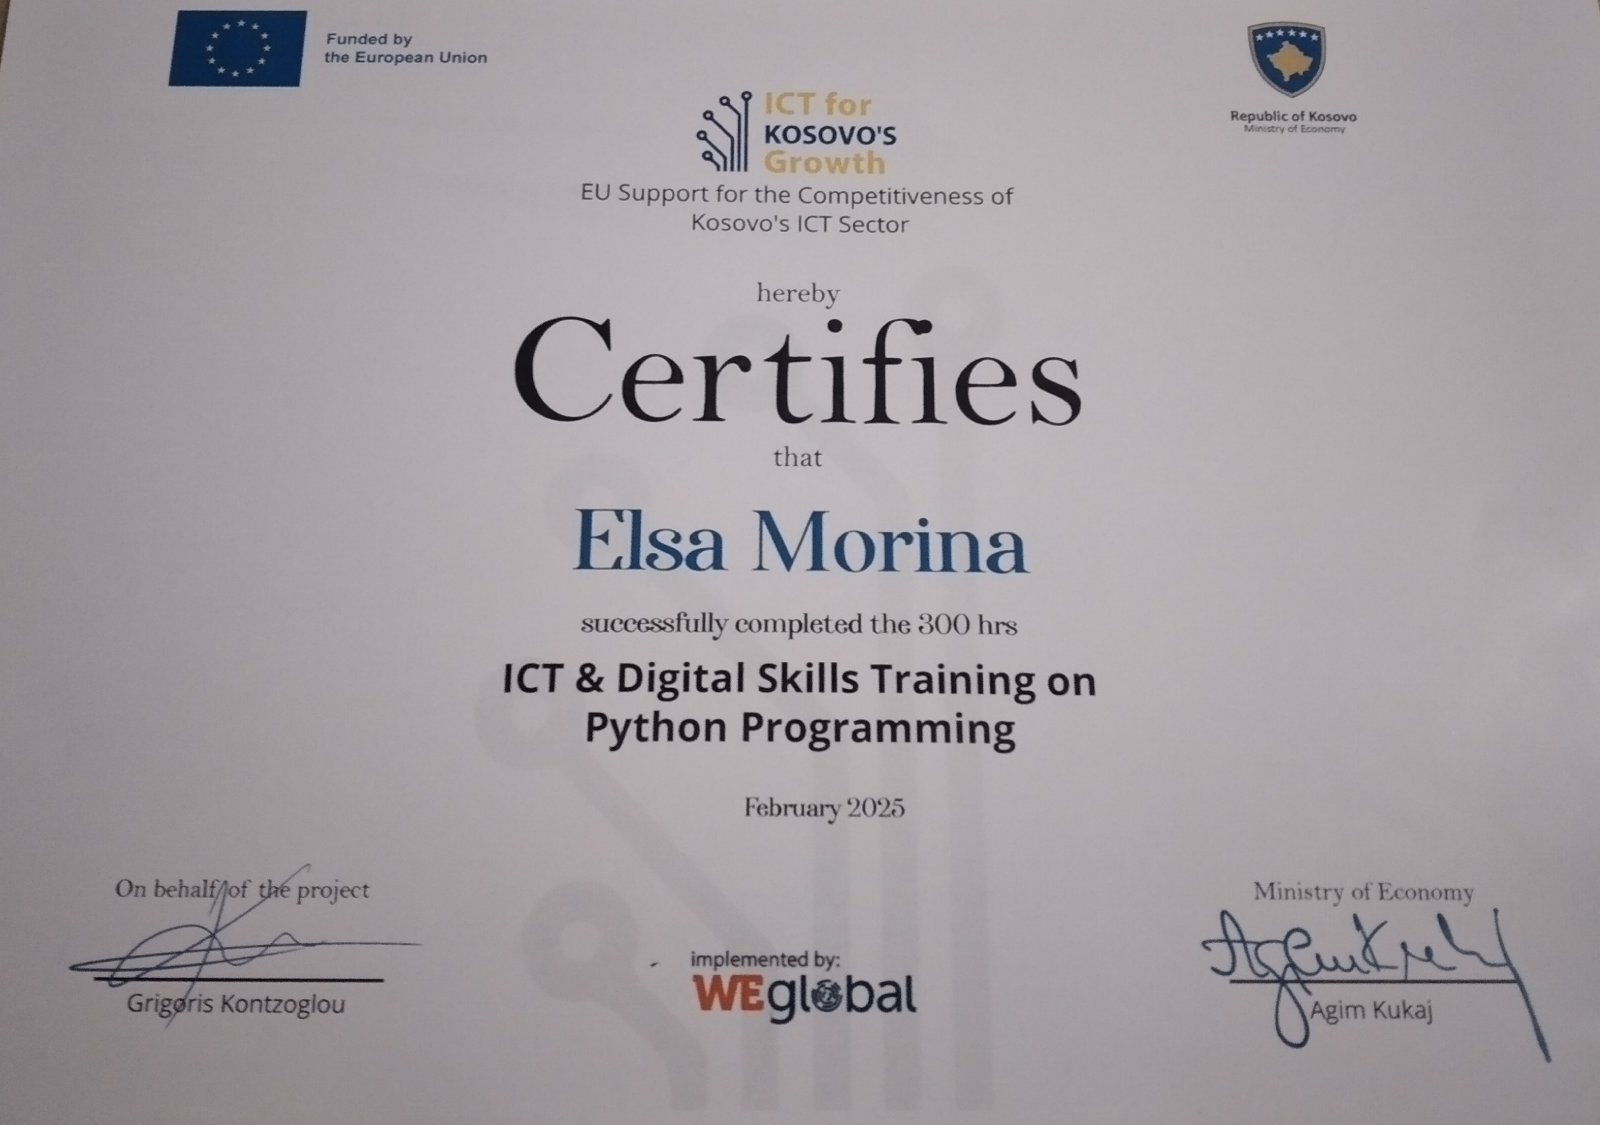 Funded by
the European Union
Republic of Kosovo
Ministry of Economy
ICT for
KOSOVO'S
Growth
EU Support for the Competitiveness of
Kosovo's ICT Sector
hereby
Certifies
that
Elsa Morina
successfully completed the 300 hrs
ICT & Digital Skills Training on
Python Programming
February 2025
On behalf of the project
Grigoris Kontzoglou
implemented by:
WEglobal
Ministry of Economy
Agim Kukaj
Agim Kukaj